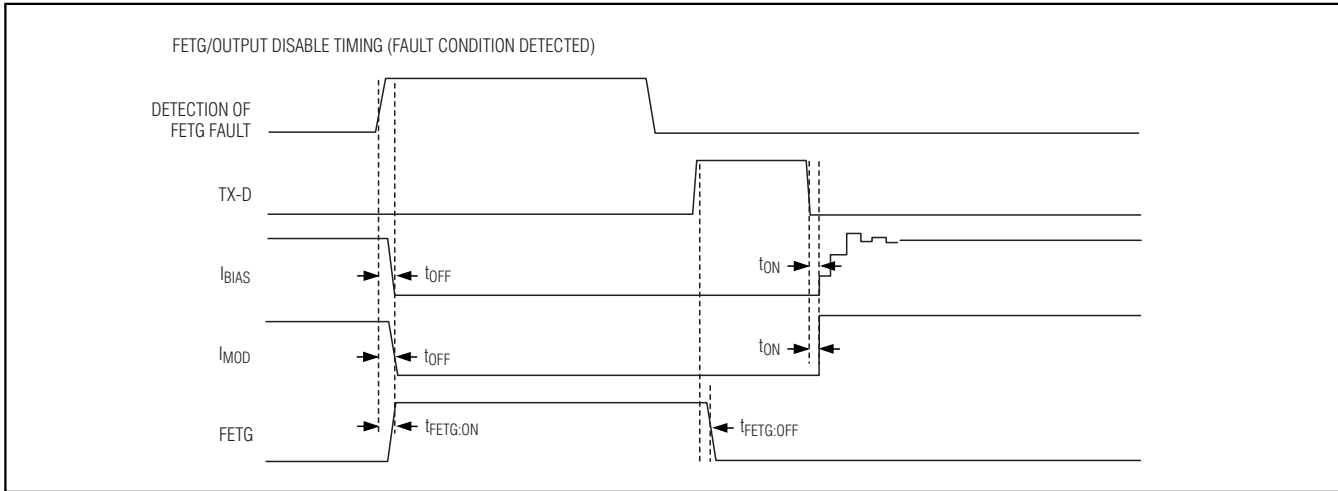 FETG/OUTPUT DISABLE TIMING (FAULT CONDITION DETECTED)
DETECTION OF
FETG FAULT
TX-D
IBIAS
tOFF
tON
IMOD
tOFF
tON
FETG
tFETG:ON
tFETG:OFF